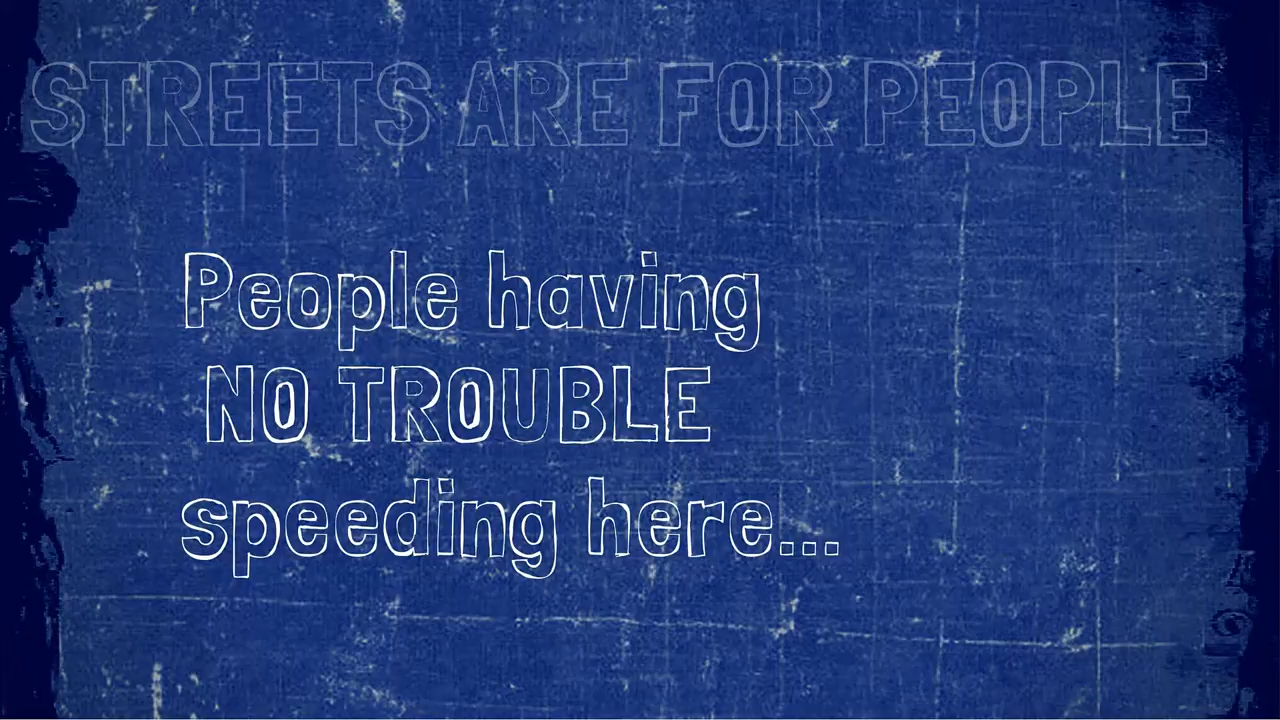 STREETS ARE FOR PEOPLE
People having
NO TROUBLE
speeding here...